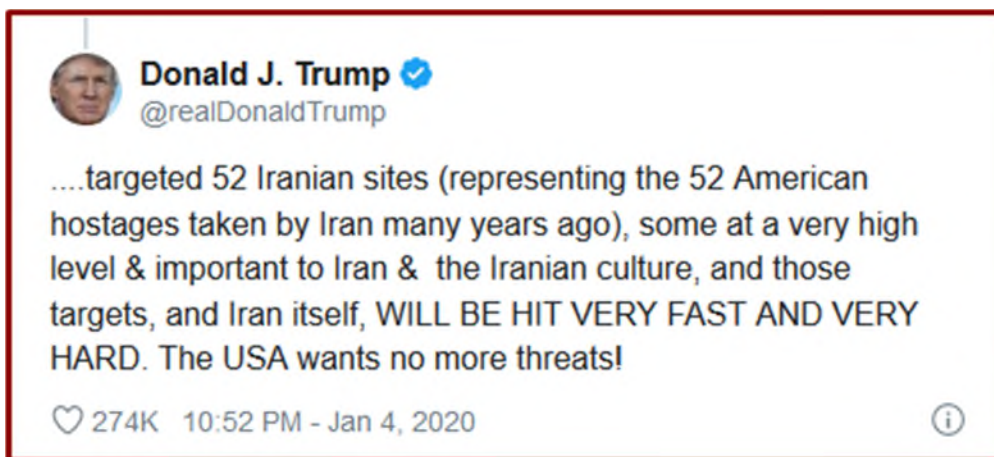 Donald J. Trump
@realDonaldTrump
....targeted 52 Iranian sites (representing the 52 American
hostages taken by Iran many years ago), some at a very high
level & important to Iran &  the Iranian culture, and those
targets, and Iran itself, WILL BE HIT VERY FAST AND VERY
HARD. The USA wants no more threats!
274K 10:52 PM - Jan 4, 2020